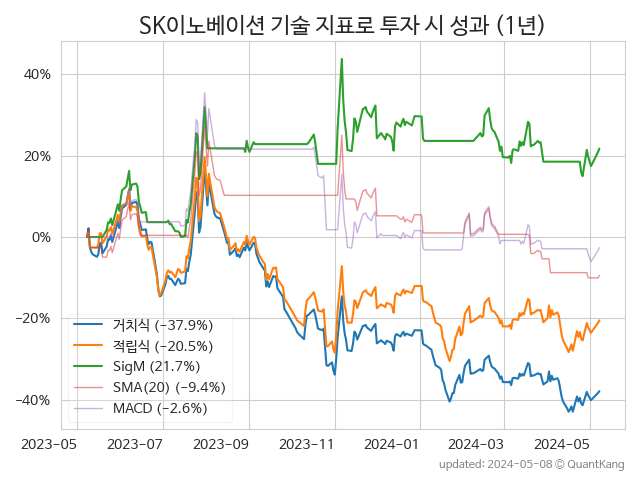 SK이노베이션 기술 지표로 투자 시 성과 (1년)
40%
20%
0%
−20%
−40%
거치식 (−37.9%)
적립식 (−20.5%)
SigM (21.7%)
SMA(20) (−9.4%)
MACD (−2.6%)
2023−05 2023−07 2023−09 2023−11 2024−01 2024−03 2024−05
updated: 2024−05−08 ⓒ QuantKang